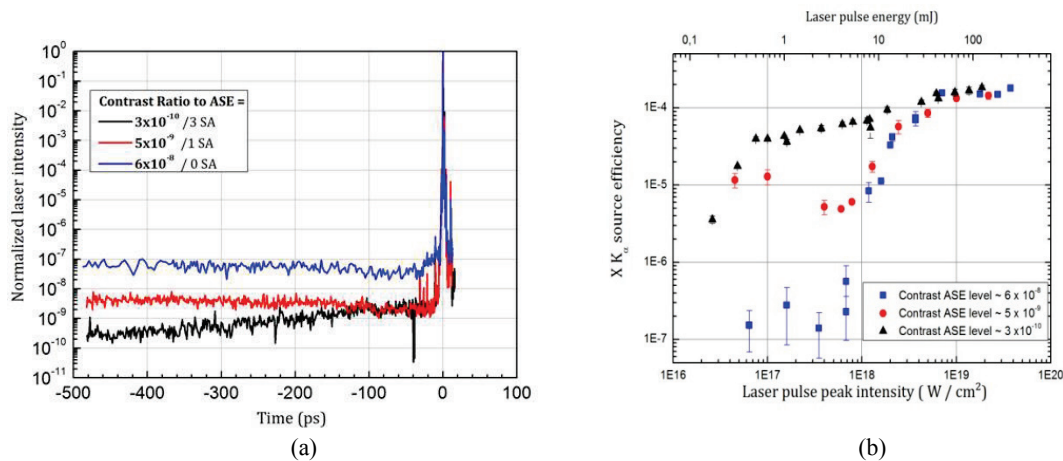 Normalized laser intensity
10⁰
10⁻¹
10⁻²
10⁻³
10⁻⁴
10⁻⁵
10⁻⁶
10⁻⁷
10⁻⁸
10⁻⁹
10⁻¹⁰
10⁻¹¹
Contrast Ratio to ASE =
3x10⁻¹⁰ /3 SA
5x10⁻⁹ /1 SA
6x10⁻⁸ / 0 SA
-500 -400 -300 -200 -100 0 100
Time (ps)
(a)
Laser pulse energy (mJ)
0,1 1 10 100
X Kα source efficiency
1E-4
1E-5
1E-6
1E-7
Contrast ASE level ~ 6 x 10⁻⁸
Contrast ASE level ~ 5 x 10⁻⁹
Contrast ASE level ~ 3 x10⁻¹⁰
1E16 1E17 1E18 1E19 1E20
Laser pulse peak intensity ( W / cm²)
(b)